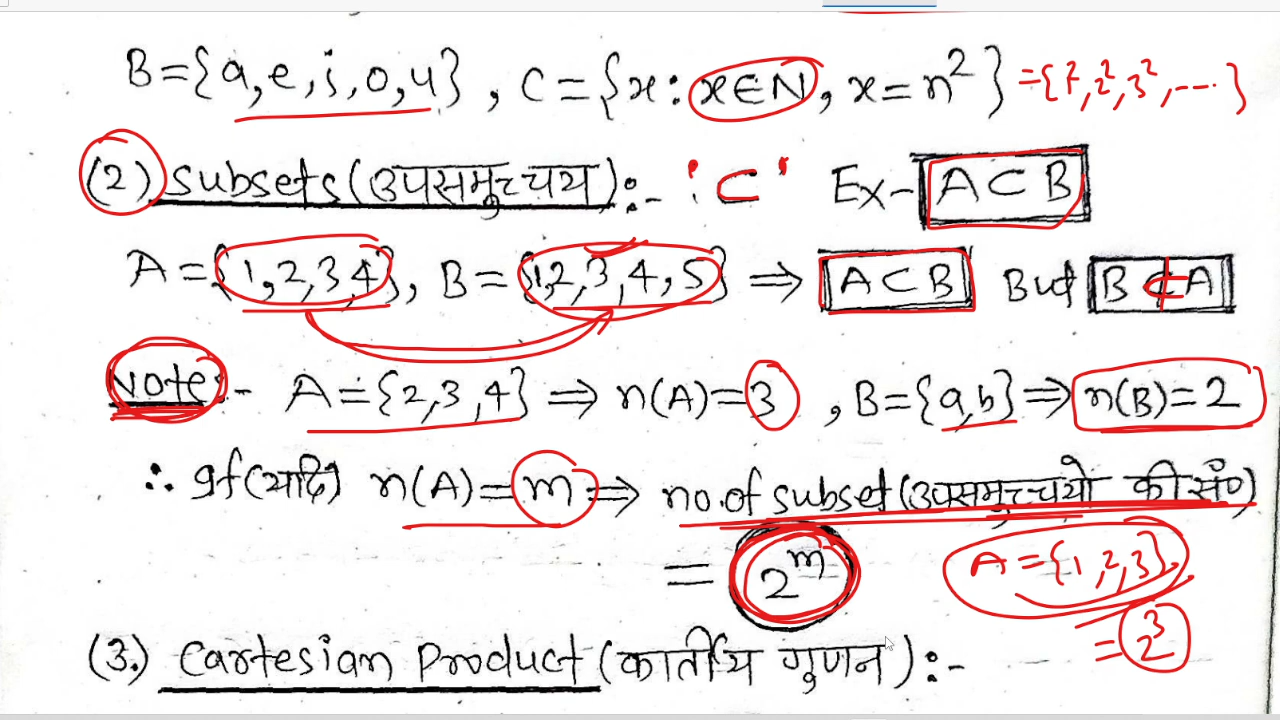 B={a,e,i,o,u}, C={x:x∈N, x=n²} ={1²,2²,3²,....}
(2) Subsets(उपसमुच्चय):- '⊂' Ex- A⊂B
A={1,2,3,4}, B={1,2,3,4,5} ⇒ A⊂B But B⊄A
Note:- A={2,3,4} ⇒ n(A)=3, B={a,b} ⇒ n(B)=2
∴ If(यदि) n(A)=m ⇒ no.of subset(उपसमुच्चयो की सं०)
= 2^m A={1,2,3}
= 2³
(3.) Cartesian Product(कार्तीय गुणन):-